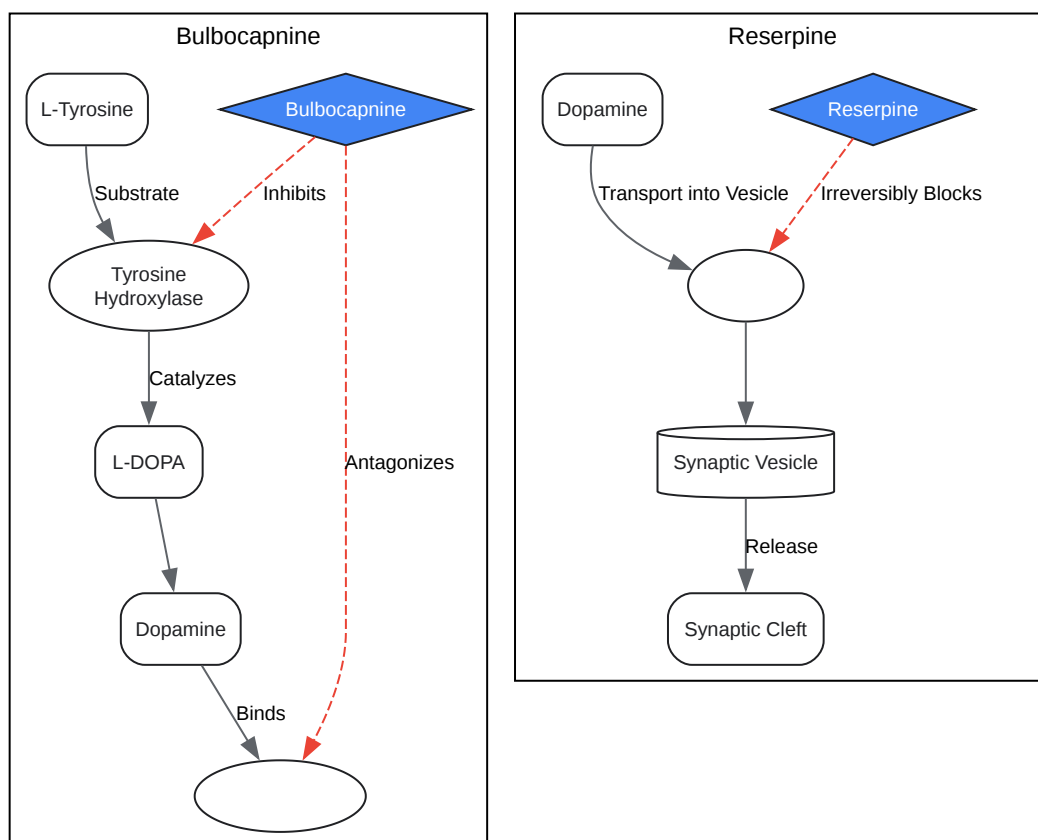 Bulbocapnine
L-Tyrosine
Bulbocapnine
Substrate
Inhibits
Tyrosine
Hydroxylase
Catalyzes
L-DOPA
Antagonizes
Dopamine
Binds
Reserpine
Dopamine
Reserpine
Transport into Vesicle
Irreversibly Blocks
Synaptic Vesicle
Release
Synaptic Cleft